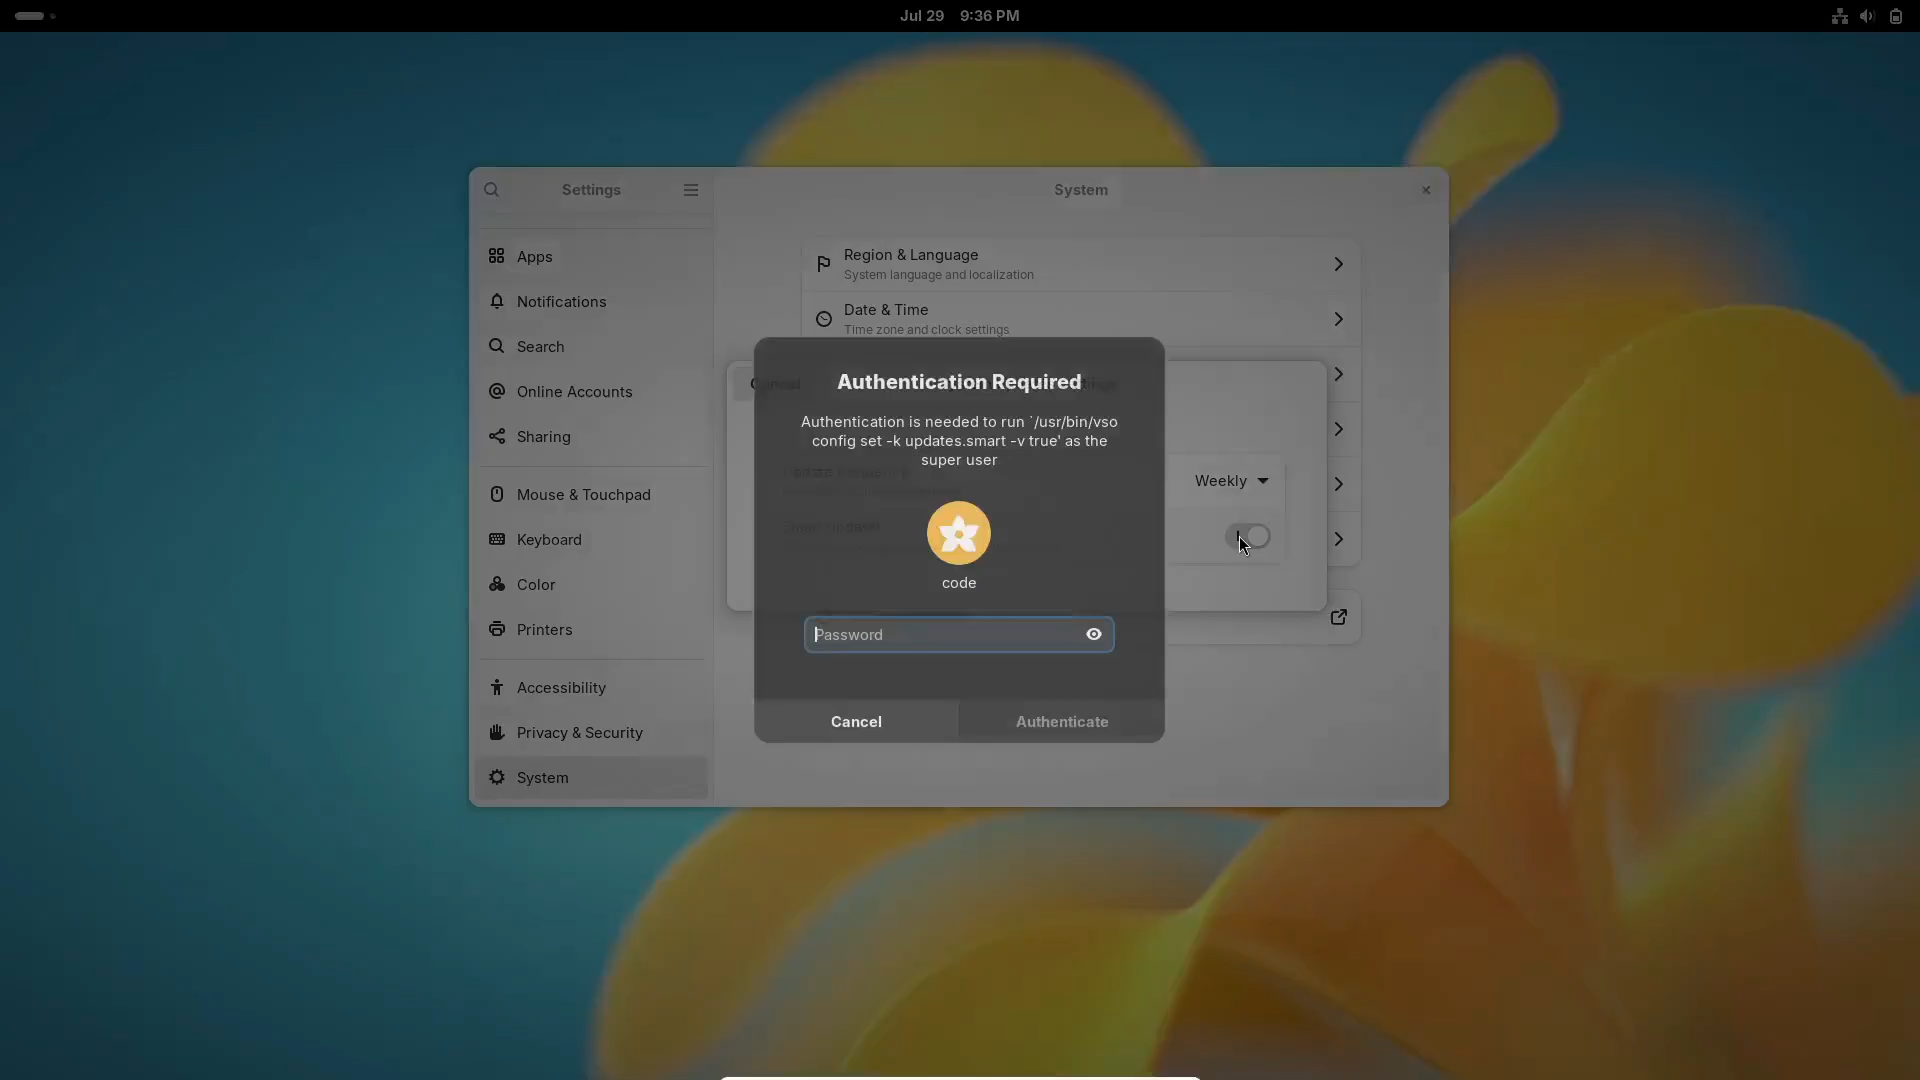 Jul 29 9:36 PM
Settings
System
Apps
Notifications
Search
Online Accounts
Sharing
Mouse & Touchpad
Keyboard
Color
Printers
Accessibility
Privacy & Security
System
Region & Language
System language and localization
Date & Time
Time zone and clock settings
Cancel
Weekly
Authentication Required
Authentication is needed to run `/usr/bin/vso
config set -k updates.smart -v true' as the
super user
code
Password
Cancel
Authenticate